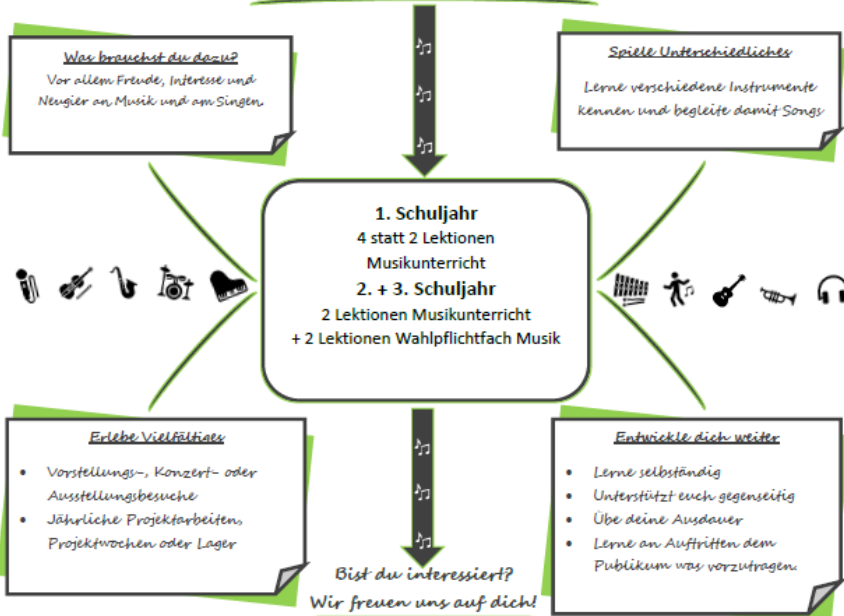 Was brauchst du dazu?
Vor allem Freude, Interesse und
Neugier an Musik und am Singen.
Spiele Unterschiedliches
Lerne verschiedene Instrumente
kennen und begleite damit Songs
1. Schuljahr
4 statt 2 Lektionen
Musikunterricht
2. + 3. Schuljahr
2 Lektionen Musikunterricht
+ 2 Lektionen Wahlpflichtfach Musik
Erlebe Vielfältiges
• Vorstellungs-, Konzert- oder
Ausstellungsbesuche
• Jährliche Projektarbeiten,
Projektwochen oder Lager
Entwickle dich weiter
• Lerne selbständig
• Unterstützt euch gegenseitig
• Übe deine Ausdauer
• Lerne an Auftritten dem
Publikum was vorzutragen.
Bist du interessiert?
Wir freuen uns auf dich!